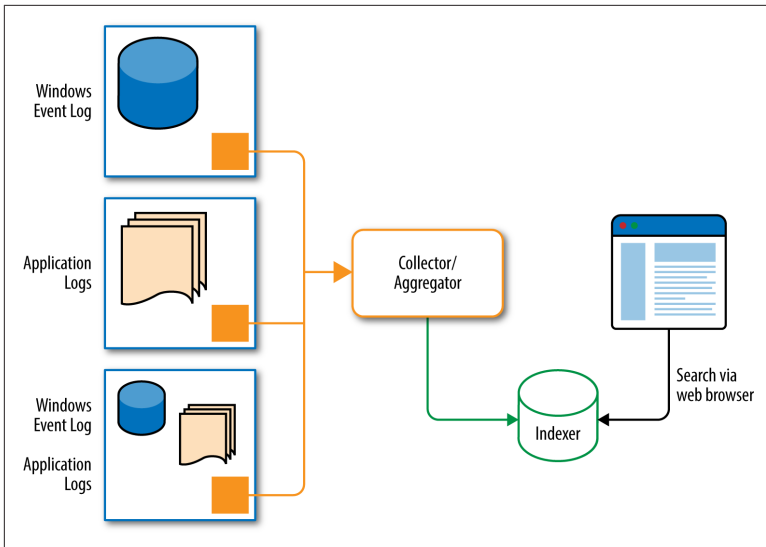 Windows
Event Log
Application
Logs
Windows
Event Log
Application
Logs
Collector/
Aggregator
Indexer
Search via
web browser